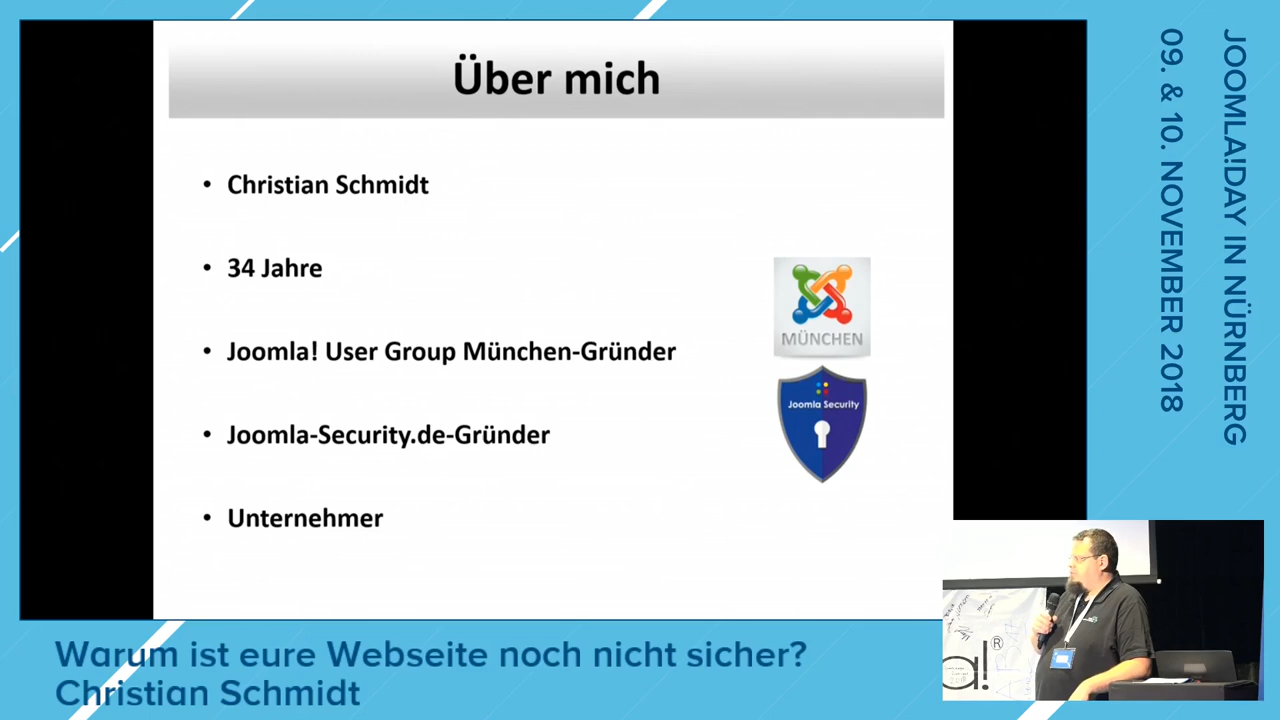 Über mich
• Christian Schmidt
• 34 Jahre
• Joomla! User Group München-Gründer
• Joomla-Security.de-Gründer
• Unternehmer
MÜNCHEN
Joomla Security
JOOMLA!DAY IN NÜRNBERG
09. & 10. NOVEMBER 2018
a!®
Warum ist eure Webseite noch nicht sicher?
Christian Schmidt